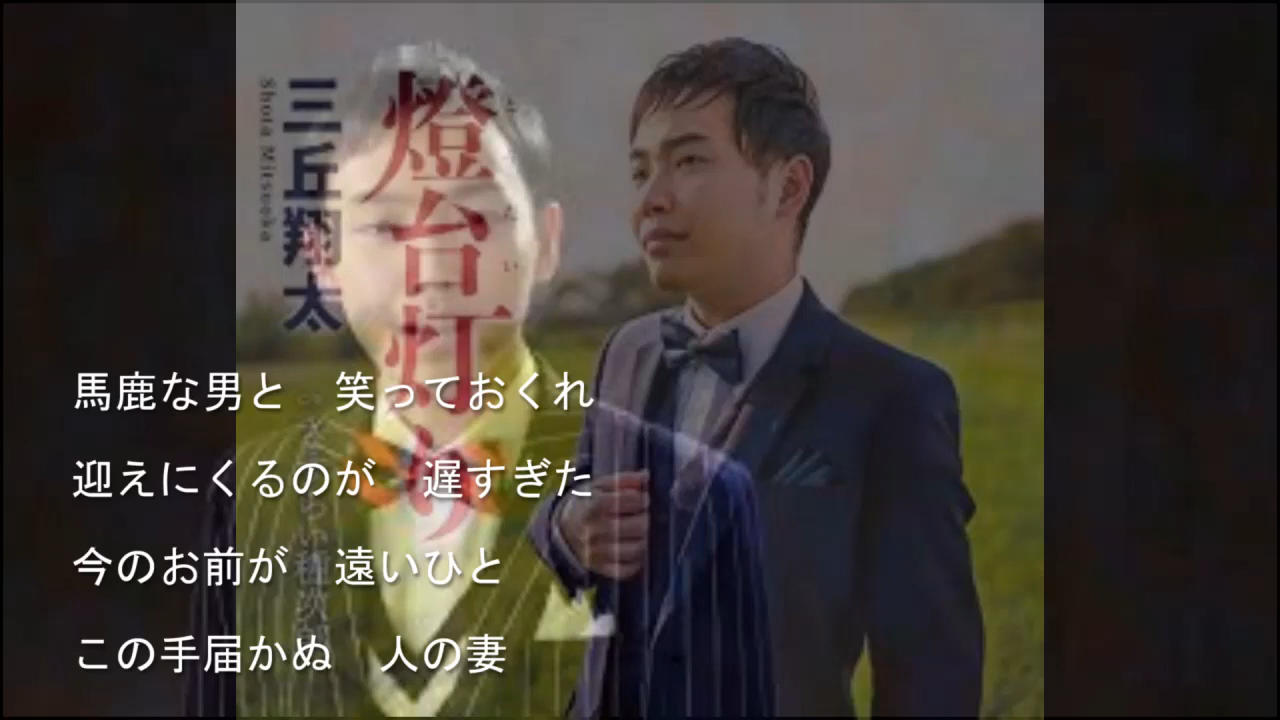 燈台灯り
三丘翔太
Shota Mitsuoka
馬鹿な男と　笑っておくれ
迎えにくるのが　遅すぎた
今のお前が　遠いひと
この手届かぬ　人の妻